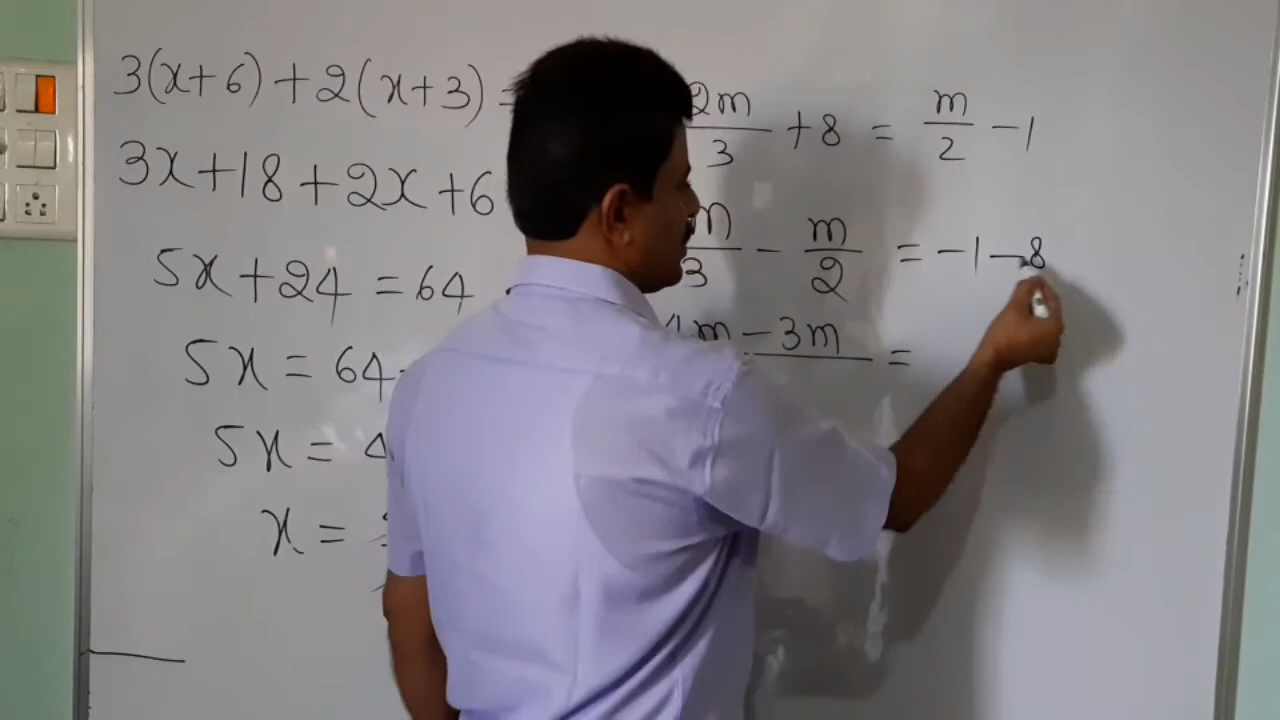 3(x+6)+2(x+3)=
3x+18+2x+6
5x+24=64
5x=64-
5x=4
x=
2m/3+8=m/2-1
m/3-m/2=-1-8
4m-3m=